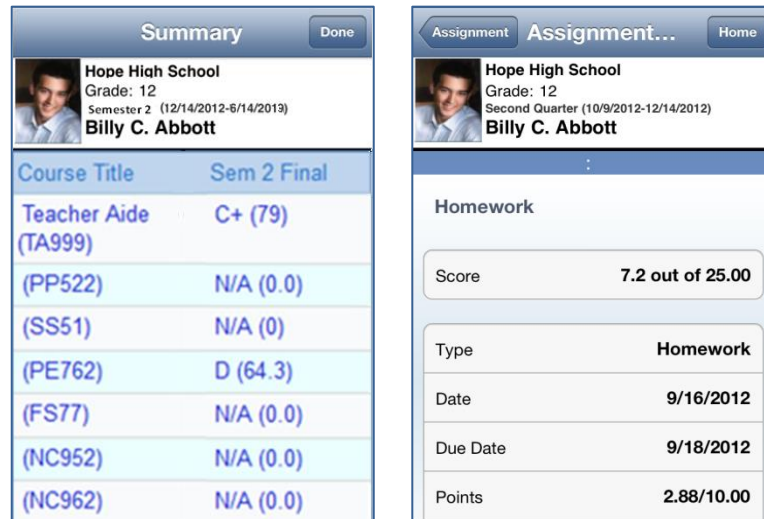 Summary Done
Hope High School
Grade: 12
Semester 2 (12/14/2012-6/14/2013)
Billy C. Abbott
Course Title Sem 2 Final
Teacher Aide C+ (79)
(TA999)
(PP522) N/A (0.0)
(SS51) N/A (0)
(PE762) D (64.3)
(FS77) N/A (0.0)
(NC952) N/A (0.0)
(NC962) N/A (0.0)
Assignment Assignment... Home
Hope High School
Grade: 12
Second Quarter (10/9/2012-12/14/2012)
Billy C. Abbott
:
Homework
Score 7.2 out of 25.00
Type Homework
Date 9/16/2012
Due Date 9/18/2012
Points 2.88/10.00